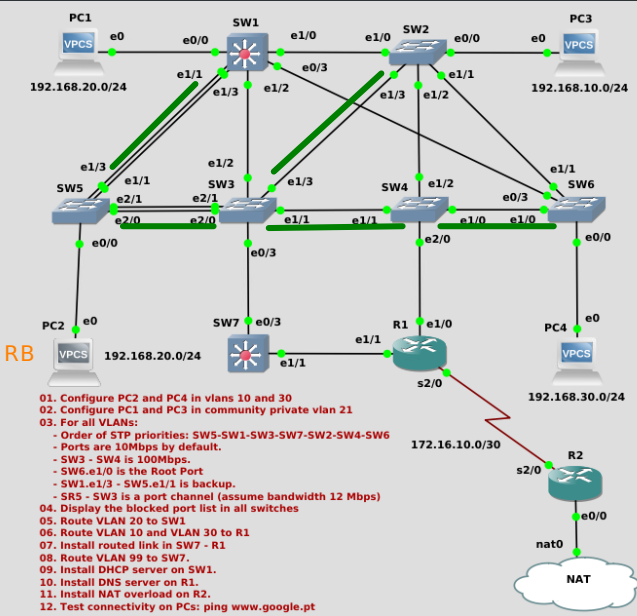 PC1
SW1
SW2
PC3
e0
e0/0
e1/0
e1/0
e0/0
e0
VPCS
VPCS
192.168.20.0/24
e1/1
e0/3
e1/1
192.168.10.0/24
e1/3
e1/2
e1/3
e1/2
e1/3
e1/2
e1/2
e1/1
SW5
e1/1
SW3
e1/3
SW4
e0/3
SW6
e2/1
e2/1
e2/0
e2/0
e1/1
e1/1
e1/0
e1/0
e0/0
e0/3
e2/0
e0/0
PC2
e0
SW7
e0/3
R1
e1/0
PC4
e0
RB
VPCS
192.168.20.0/24
e1/1
e1/1
VPCS
s2/0
192.168.30.0/24
01. Configure PC2 and PC4 in vlans 10 and 30
02. Configure PC1 and PC3 in community private vlan 21
03. For all VLANs:
- Order of STP priorities: SW5-SW1-SW3-SW7-SW2-SW4-SW6
- Ports are 10Mbps by default.
- SW3 - SW4 is 100Mbps.
- SW6.e1/0 is the Root Port
- SW1.e1/3 - SW5.e1/1 is backup.
- SR5 - SW3 is a port channel (assume bandwidth 12 Mbps)
04. Display the blocked port list in all switches
05. Route VLAN 20 to SW1
06. Route VLAN 10 and VLAN 30 to R1
07. Install routed link in SW7 - R1
08. Route VLAN 99 to SW7.
09. Install DHCP server on SW1.
10. Install DNS server on R1.
11. Install NAT overload on R2.
12. Test connectivity on PCs: ping www.google.pt
172.16.10.0/30
s2/0
R2
e0/0
nat0
NAT